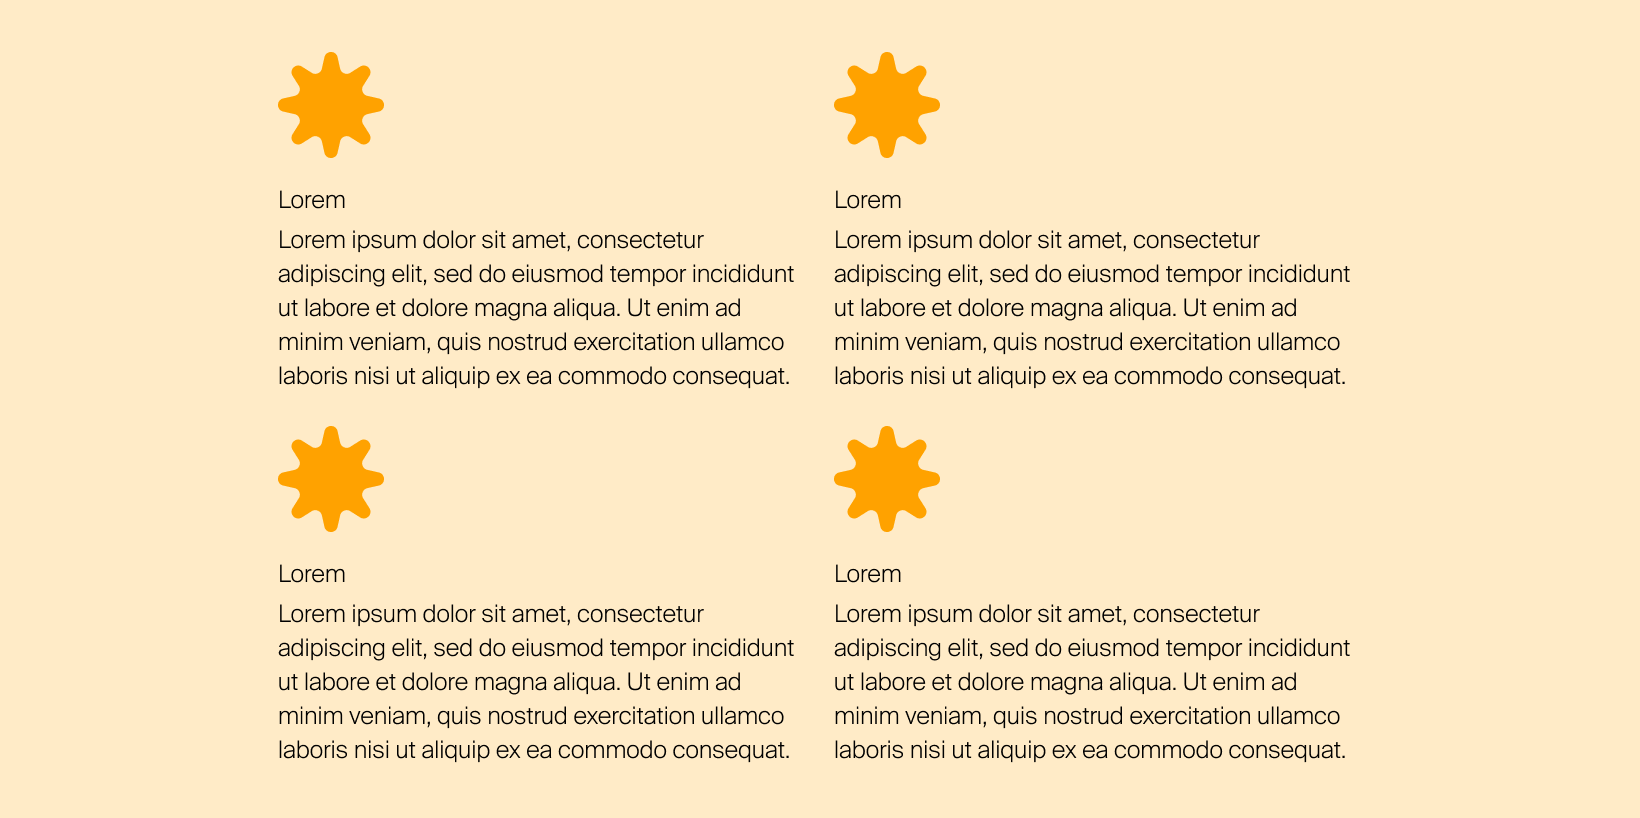 Lorem
Lorem ipsum dolor sit amet, consectetur
adipiscing elit, sed do eiusmod tempor incididunt
ut labore et dolore magna aliqua. Ut enim ad
minim veniam, quis nostrud exercitation ullamco
laboris nisi ut aliquip ex ea commodo consequat.
Lorem
Lorem ipsum dolor sit amet, consectetur
adipiscing elit, sed do eiusmod tempor incididunt
ut labore et dolore magna aliqua. Ut enim ad
minim veniam, quis nostrud exercitation ullamco
laboris nisi ut aliquip ex ea commodo consequat.
Lorem
Lorem ipsum dolor sit amet, consectetur
adipiscing elit, sed do eiusmod tempor incididunt
ut labore et dolore magna aliqua. Ut enim ad
minim veniam, quis nostrud exercitation ullamco
laboris nisi ut aliquip ex ea commodo consequat.
Lorem
Lorem ipsum dolor sit amet, consectetur
adipiscing elit, sed do eiusmod tempor incididunt
ut labore et dolore magna aliqua. Ut enim ad
minim veniam, quis nostrud exercitation ullamco
laboris nisi ut aliquip ex ea commodo consequat.